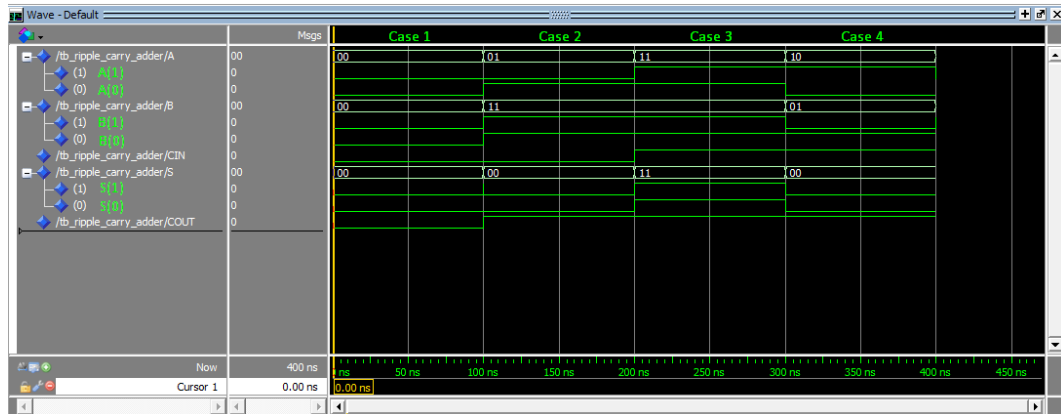 Wave - Default
Msgs Case 1 Case 2 Case 3 Case 4
/tb_ripple_carry_adder/A 00 00 01 11 10
(1) A(1) 0
(0) A(0) 0
/tb_ripple_carry_adder/B 00 00 11 01
(1) B(1) 0
(0) B(0) 0
/tb_ripple_carry_adder/CIN 0
/tb_ripple_carry_adder/S 00 00 00 11 00
(1) S(1) 0
(0) S(0) 0
/tb_ripple_carry_adder/COUT 0
Now 400 ns ns 50 ns 100 ns 150 ns 200 ns 250 ns 300 ns 350 ns 400 ns 450 ns
Cursor 1 0.00 ns 0.00 ns